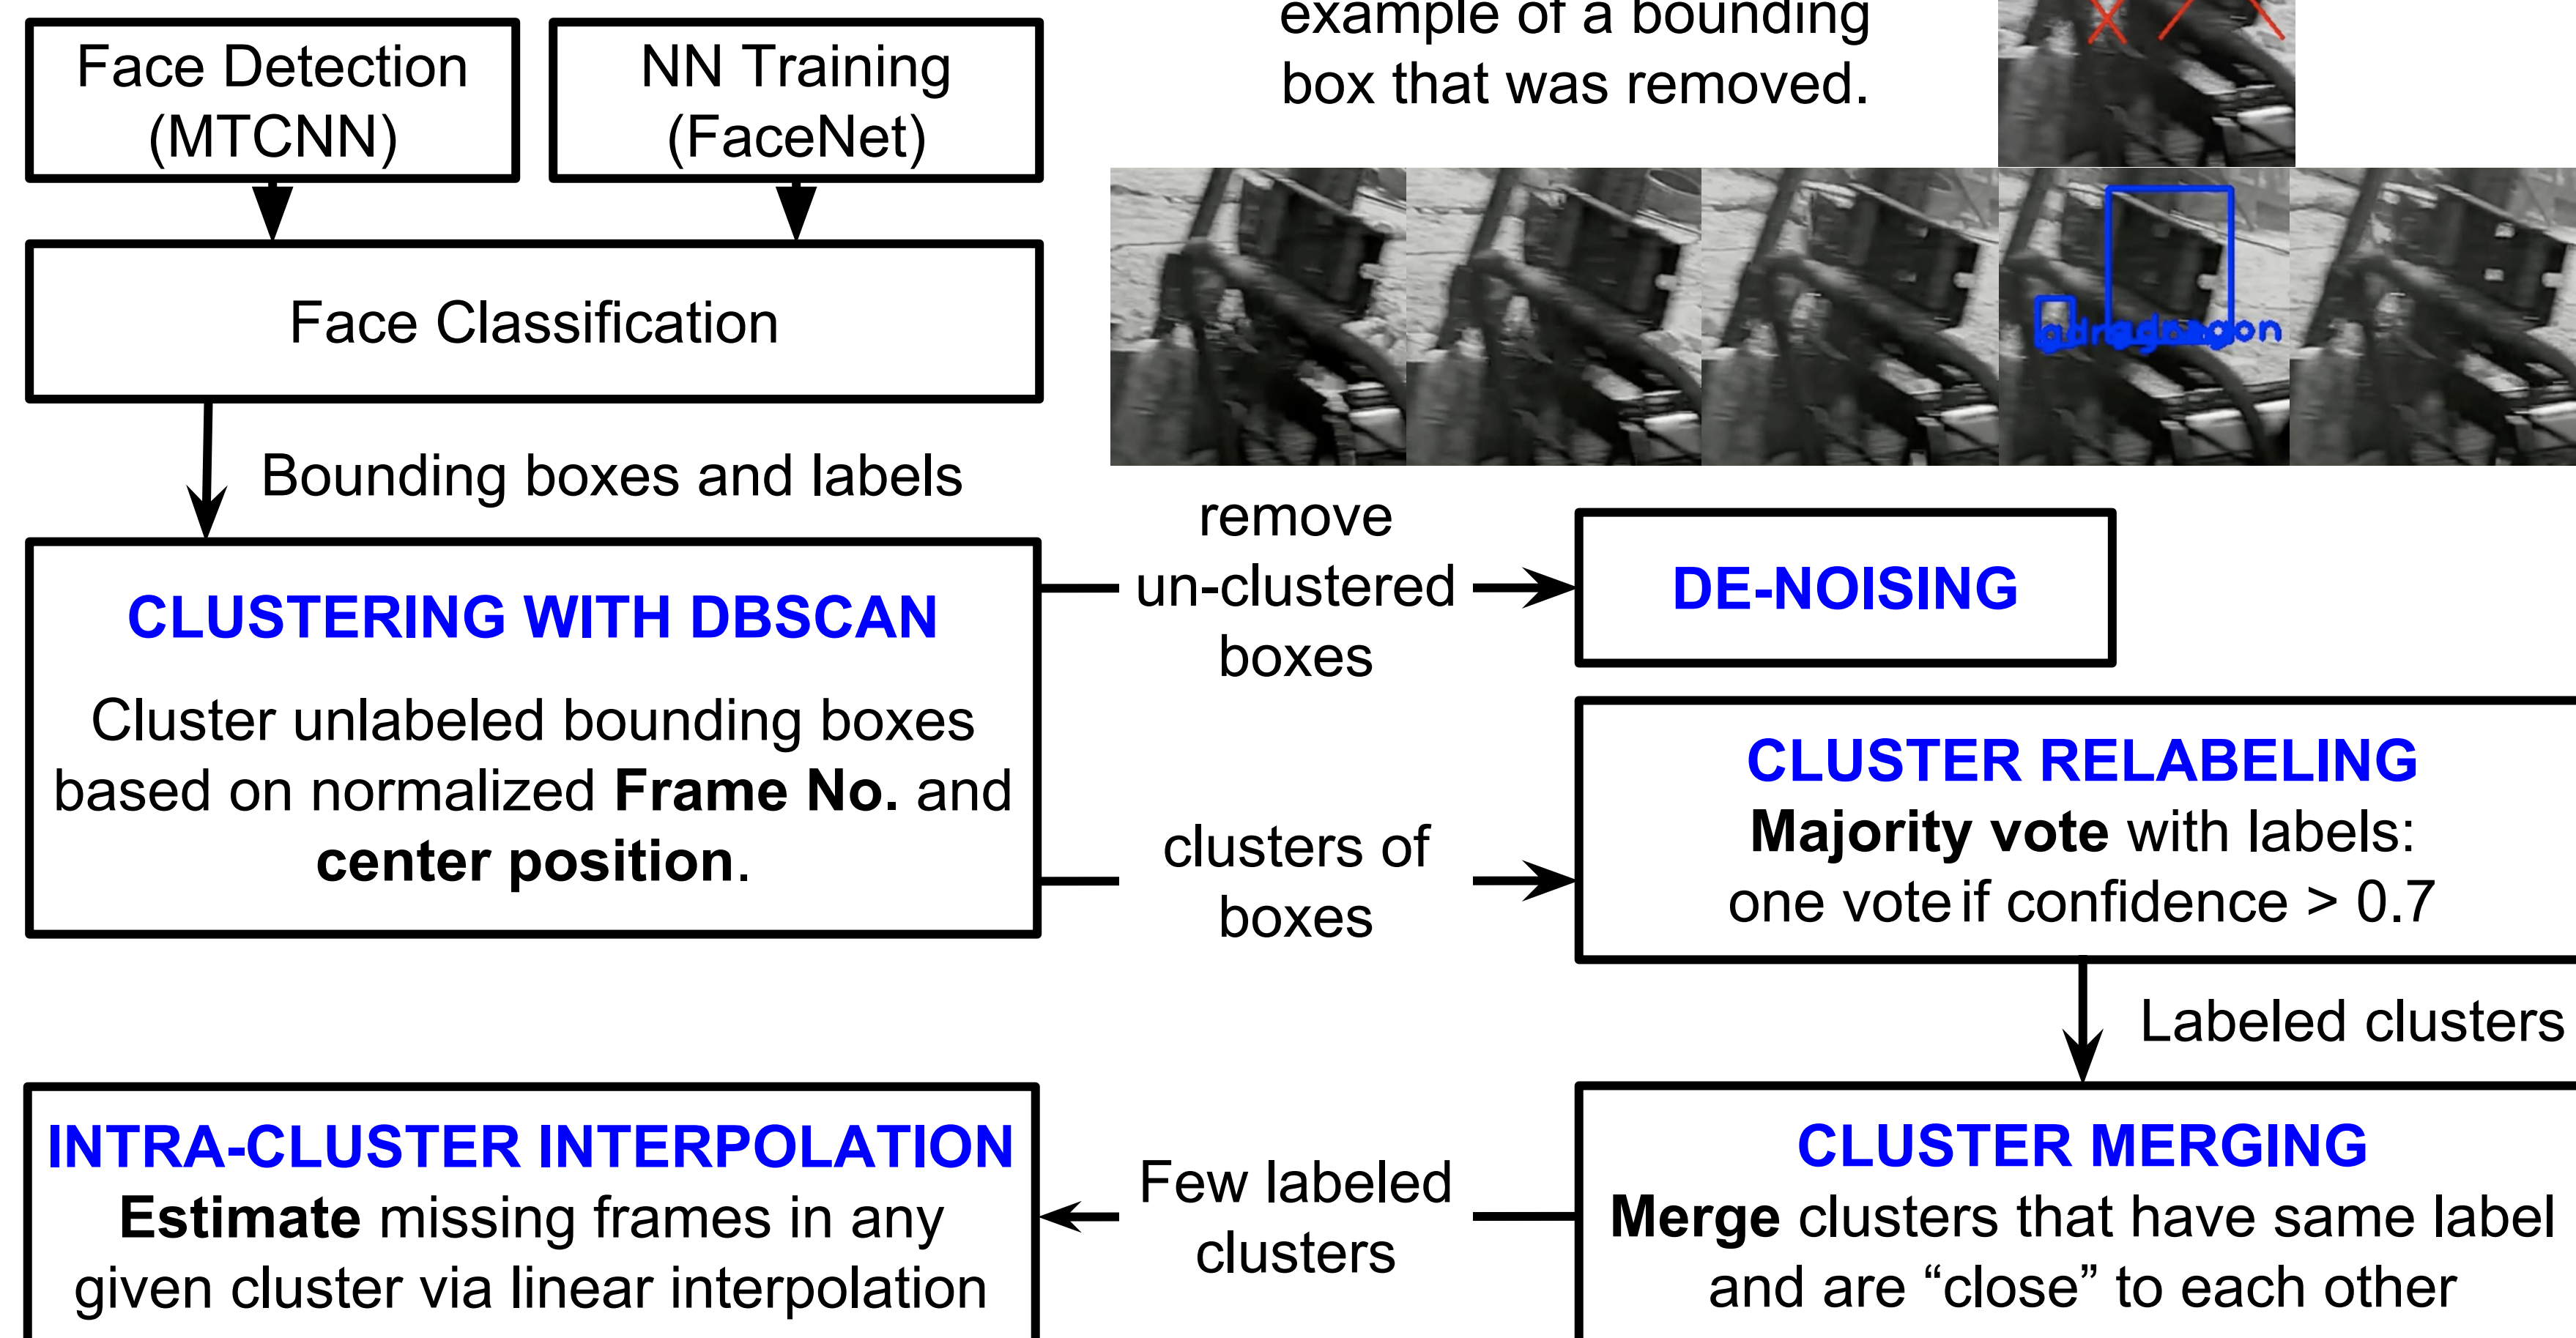 Face Detection
(MTCNN)
NN Training
(FaceNet)
example of a bounding
box that was removed.
Face Classification
Bounding boxes and labels
CLUSTERING WITH DBSCAN
Cluster unlabeled bounding boxes
based on normalized Frame No. and
center position.
remove
un-clustered
boxes
DE-NOISING
clusters of
boxes
CLUSTER RELABELING
Majority vote with labels:
one vote if confidence > 0.7
Labeled clusters
CLUSTER MERGING
Merge clusters that have same label
and are “close” to each other
Few labeled
clusters
INTRA-CLUSTER INTERPOLATION
Estimate missing frames in any
given cluster via linear interpolation